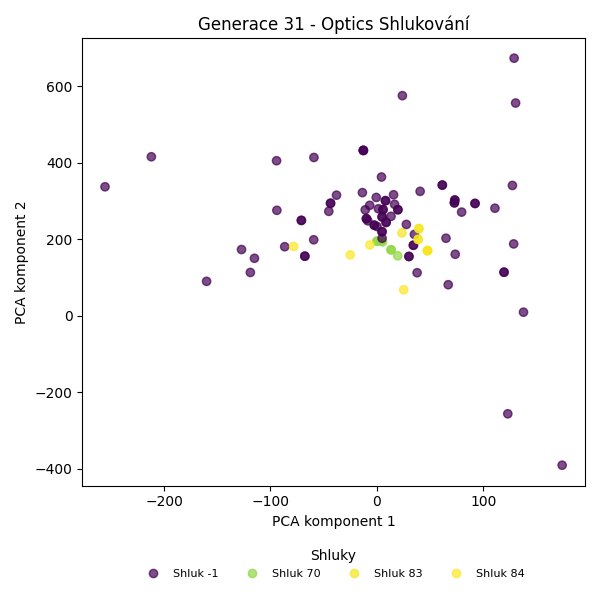 Generace 31 - Optics Shlukování
PCA komponent 2
600
400
200
0
−200
−400
−200
−100
0
100
PCA komponent 1
Shluky
Shluk -1
Shluk 70
Shluk 83
Shluk 84